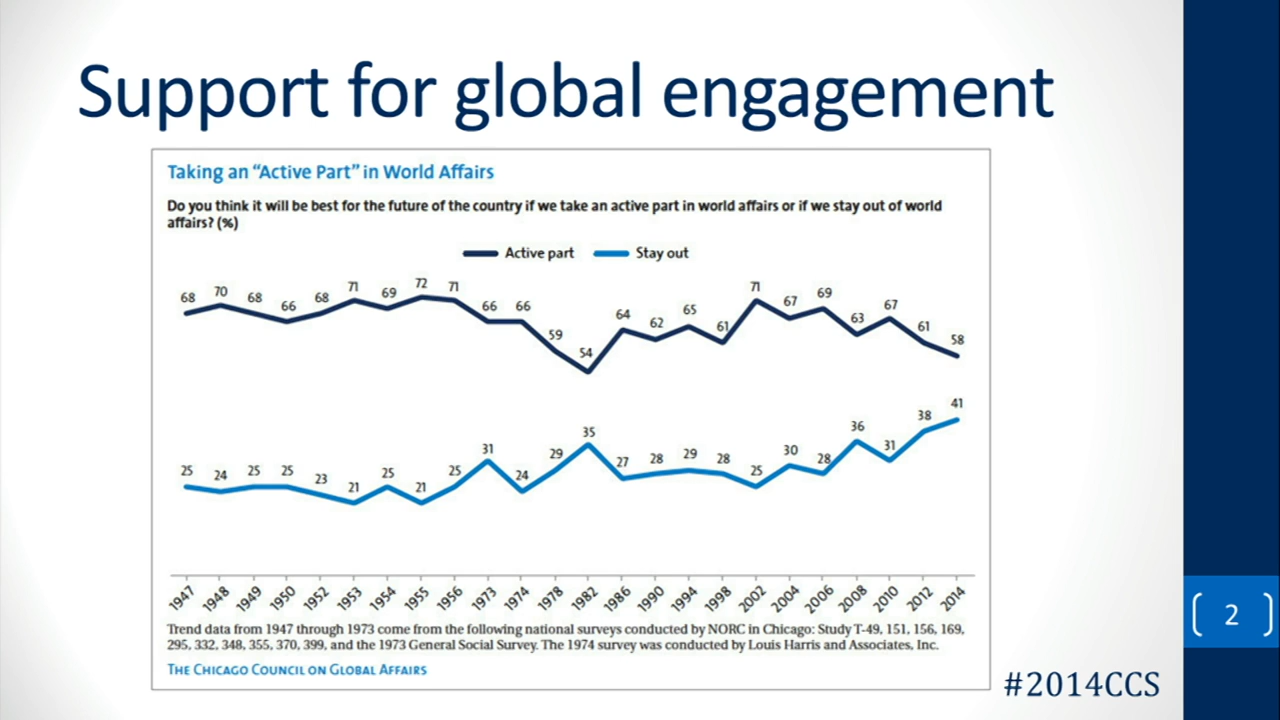 Support for global engagement
Taking an “Active Part” in World Affairs
Do you think it will be best for the future of the country if we take an active part in world affairs or if we stay out of world
affairs? (%)
Active part Stay out
68 70 68 66 68 71 69 72 71 66 66 59 54 64 62 65 61 71 67 69 63 67 61 58
25 24 25 25 23 21 25 21 25 31 24 29 35 27 28 29 28 25 30 28 36 31 38 41
1947 1948 1949 1950 1952 1953 1954 1955 1956 1973 1974 1978 1982 1986 1990 1994 1998 2002 2004 2006 2008 2010 2012 2014
Trend data from 1947 through 1973 come from the following national surveys conducted by NORC in Chicago: Study T-49, 151, 156, 169,
295, 332, 348, 355, 370, 399, and the 1973 General Social Survey. The 1974 survey was conducted by Louis Harris and Associates, Inc.
THE CHICAGO COUNCIL ON GLOBAL AFFAIRS
2
#2014CCS